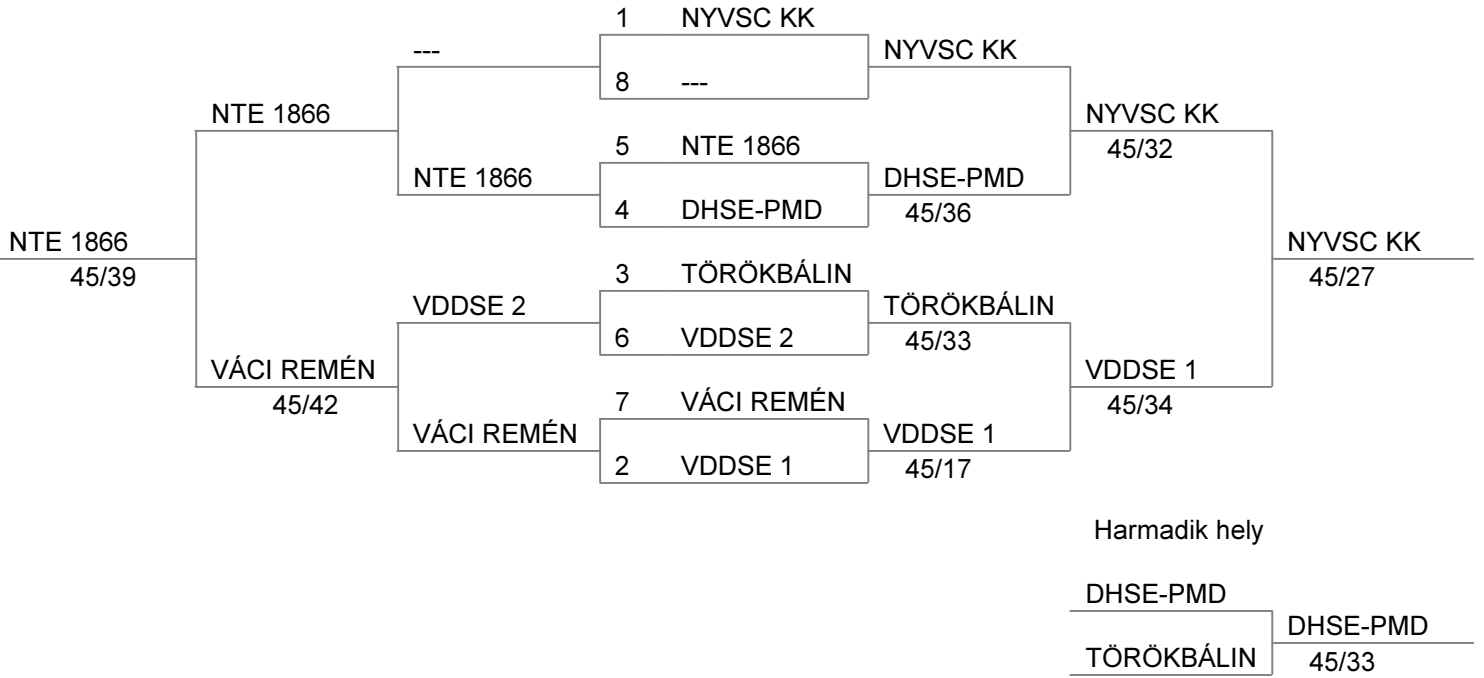 1 NYVSC KK
--- NYVSC KK
8 ---
NTE 1866 NYVSC KK
5 NTE 1866 45/32
NTE 1866 DHSE-PMD
4 DHSE-PMD 45/36
NTE 1866 NYVSC KK
45/39 3 TÖRÖKBÁLIN 45/27
VDDSE 2 TÖRÖKBÁLIN
6 VDDSE 2 45/33
VÁCI REMÉN VDDSE 1
45/42 7 VÁCI REMÉN 45/34
VÁCI REMÉN VDDSE 1
2 VDDSE 1 45/17
Harmadik hely
DHSE-PMD
DHSE-PMD
TÖRÖKBÁLIN 45/33